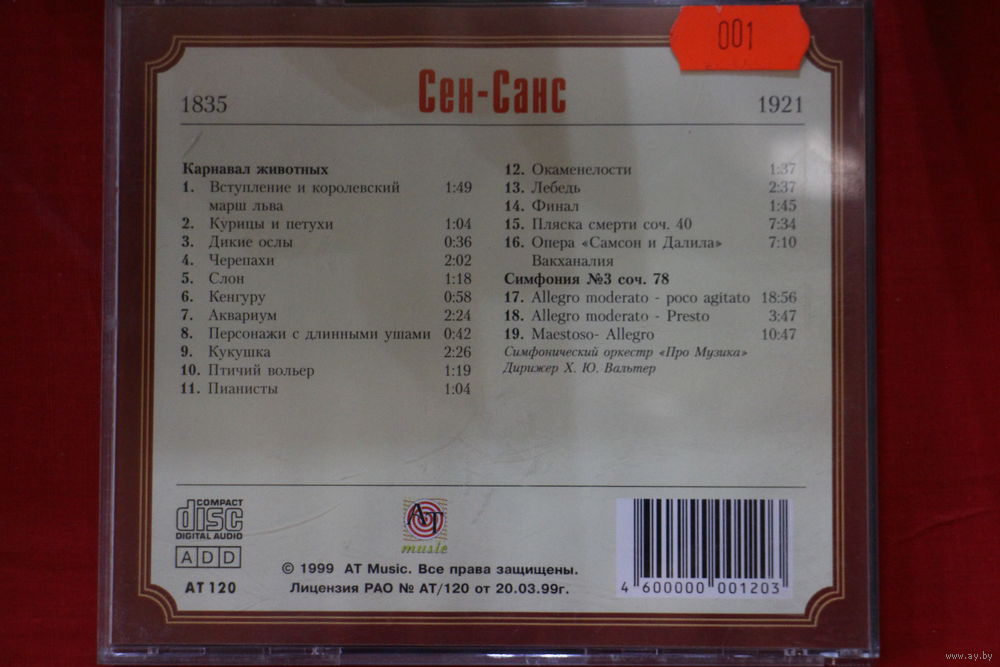 001
Сен-Санс
1835
1921
Карнавал животных
1. Вступление и королевский 1:49
марш льва
2. Курицы и петухи 1:04
3. Дикие ослы 0:36
4. Черепахи 2:02
5. Слон 1:18
6. Кенгуру 0:58
7. Аквариум 2:24
8. Персонажи с длинными ушами 0:42
9. Кукушка 2:26
10. Птичий вольер 1:19
11. Пианисты 1:04
12. Окаменелости 1:37
13. Лебедь 2:37
14. Финал 1:45
15. Пляска смерти соч. 40 7:34
16. Опера «Самсон и Далила» 7:10
Вакханалия
Симфония №3 соч. 78
17. Allegro moderato - poco agitato 18:56
18. Allegro moderato - Presto 3:47
19. Maestoso- Allegro 10:47
Симфонический оркестр «Про Музика»
Дирижер Х. Ю. Вальтер
COMPACT
disc
DIGITAL AUDIO
ADD
AT 120
AT
music
© 1999 AT Music. Все права защищены.
Лицензия РАО № АТ/120 от 20.03.99г.
4 600000 001203
www.ay.by